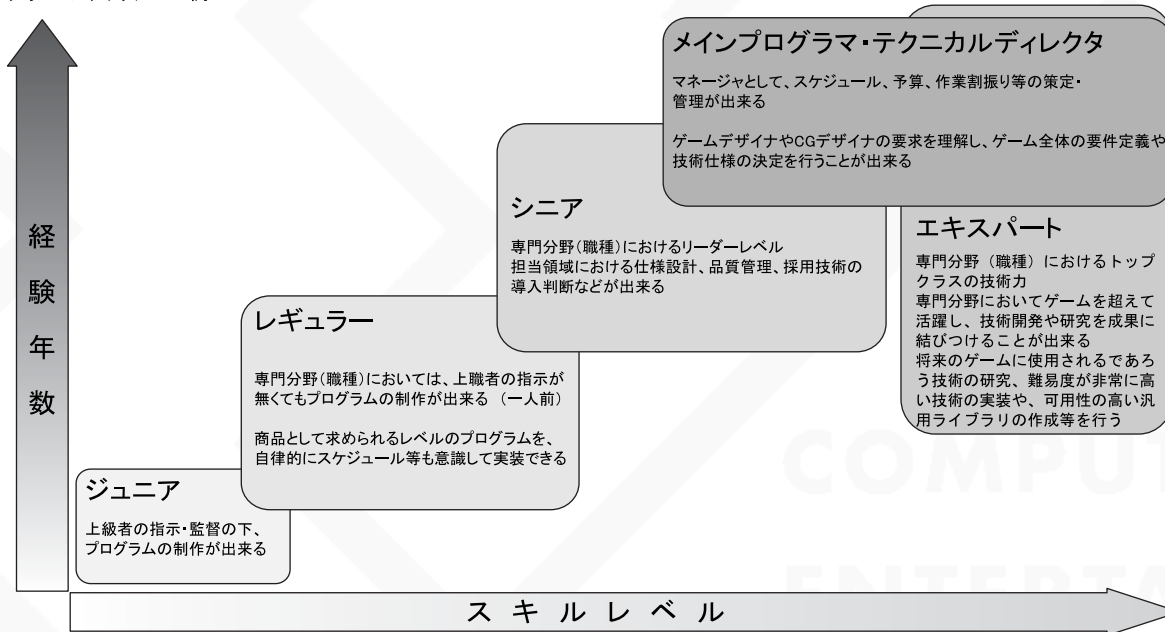 メインプログラマ・テクニカルディレクタ
マネージャとして、スケジュール、予算、作業割振り等の策定・
管理が出来る
ゲームデザイナやCGデザイナの要求を理解し、ゲーム全体の要件定義や
技術仕様の決定を行うことが出来る
シニア
専門分野(職種)におけるリーダーレベル
担当領域における仕様設計、品質管理、採用技術の
導入判断などが出来る
エキスパート
専門分野（職種）におけるトップ
クラスの技術力
専門分野においてゲームを超えて
活躍し、技術開発や研究を成果に
結びつけることが出来る
将来のゲームに使用されるであろ
う技術の研究、難易度が非常に高
い技術の実装や、可用性の高い汎
用ライブラリの作成等を行う
レギュラー
専門分野(職種)においては、上職者の指示が
無くてもプログラムの制作が出来る（一人前）
商品として求められるレベルのプログラムを、
自律的にスケジュール等も意識して実装できる
ジュニア
上級者の指示・監督の下、
プログラムの制作が出来る
経験年数
スキルレベル
COMPUT
ENTERTA